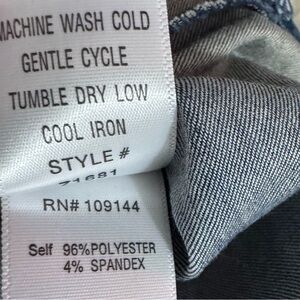 MACHINE WASH COLD
GENTLE CYCLE
TUMBLE DRY LOW
COOL IRON
STYLE #
RN# 109144
Self 96%POLYESTER
4% SPANDEX